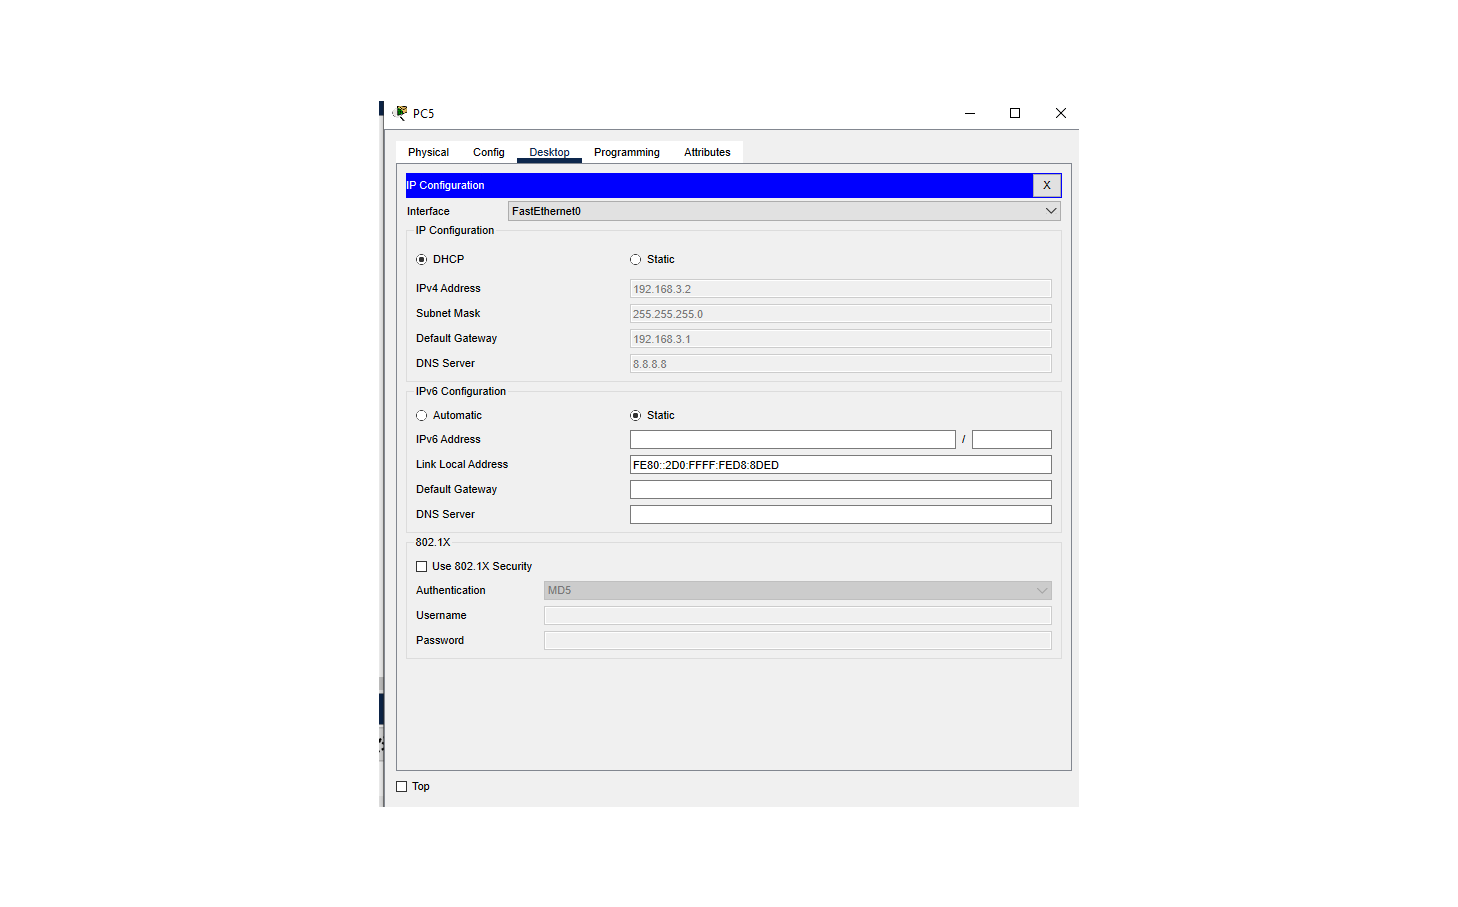 PC5
Physical Config Desktop Programming Attributes
IP Configuration X
Interface FastEthernet0
IP Configuration
DHCP Static
IPv4 Address 192.168.3.2
Subnet Mask 255.255.255.0
Default Gateway 192.168.3.1
DNS Server 8.8.8.8
IPv6 Configuration
Automatic Static
IPv6 Address /
Link Local Address FE80::2D0:FFFF:FED8:8DED
Default Gateway
DNS Server
802.1X
Use 802.1X Security
Authentication MD5
Username
Password
Top